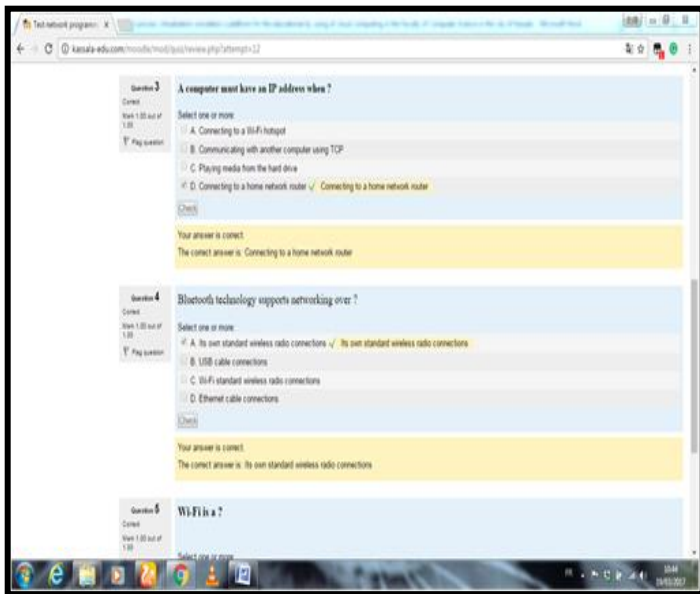 Test network programm
kassala-edu.com/moodle/mod/quiz/review.php?attempt=12
Question 3
Correct
Mark 1.00 out of
1.00
Flag question
A computer must have an IP address when ?
Select one or more:
A. Connecting to a Wi-Fi hotspot
B. Communicating with another computer using TCP
C. Playing media from the hard drive
D. Connecting to a home network router ✓ Connecting to a home network router
Check
Your answer is correct.
The correct answer is: Connecting to a home network router
Question 4
Correct
Mark 1.00 out of
1.00
Flag question
Bluetooth technology supports networking over ?
Select one or more:
A. Its own standard wireless radio connections ✓ Its own standard wireless radio connections
B. USB cable connections
C. Wi-Fi standard wireless radio connections
D. Ethernet cable connections
Check
Your answer is correct.
The correct answer is: Its own standard wireless radio connections
Question 5
Correct
Mark 1.00 out of
1.00
Wi-Fi is a ?
Select one or more:
FR
10:44